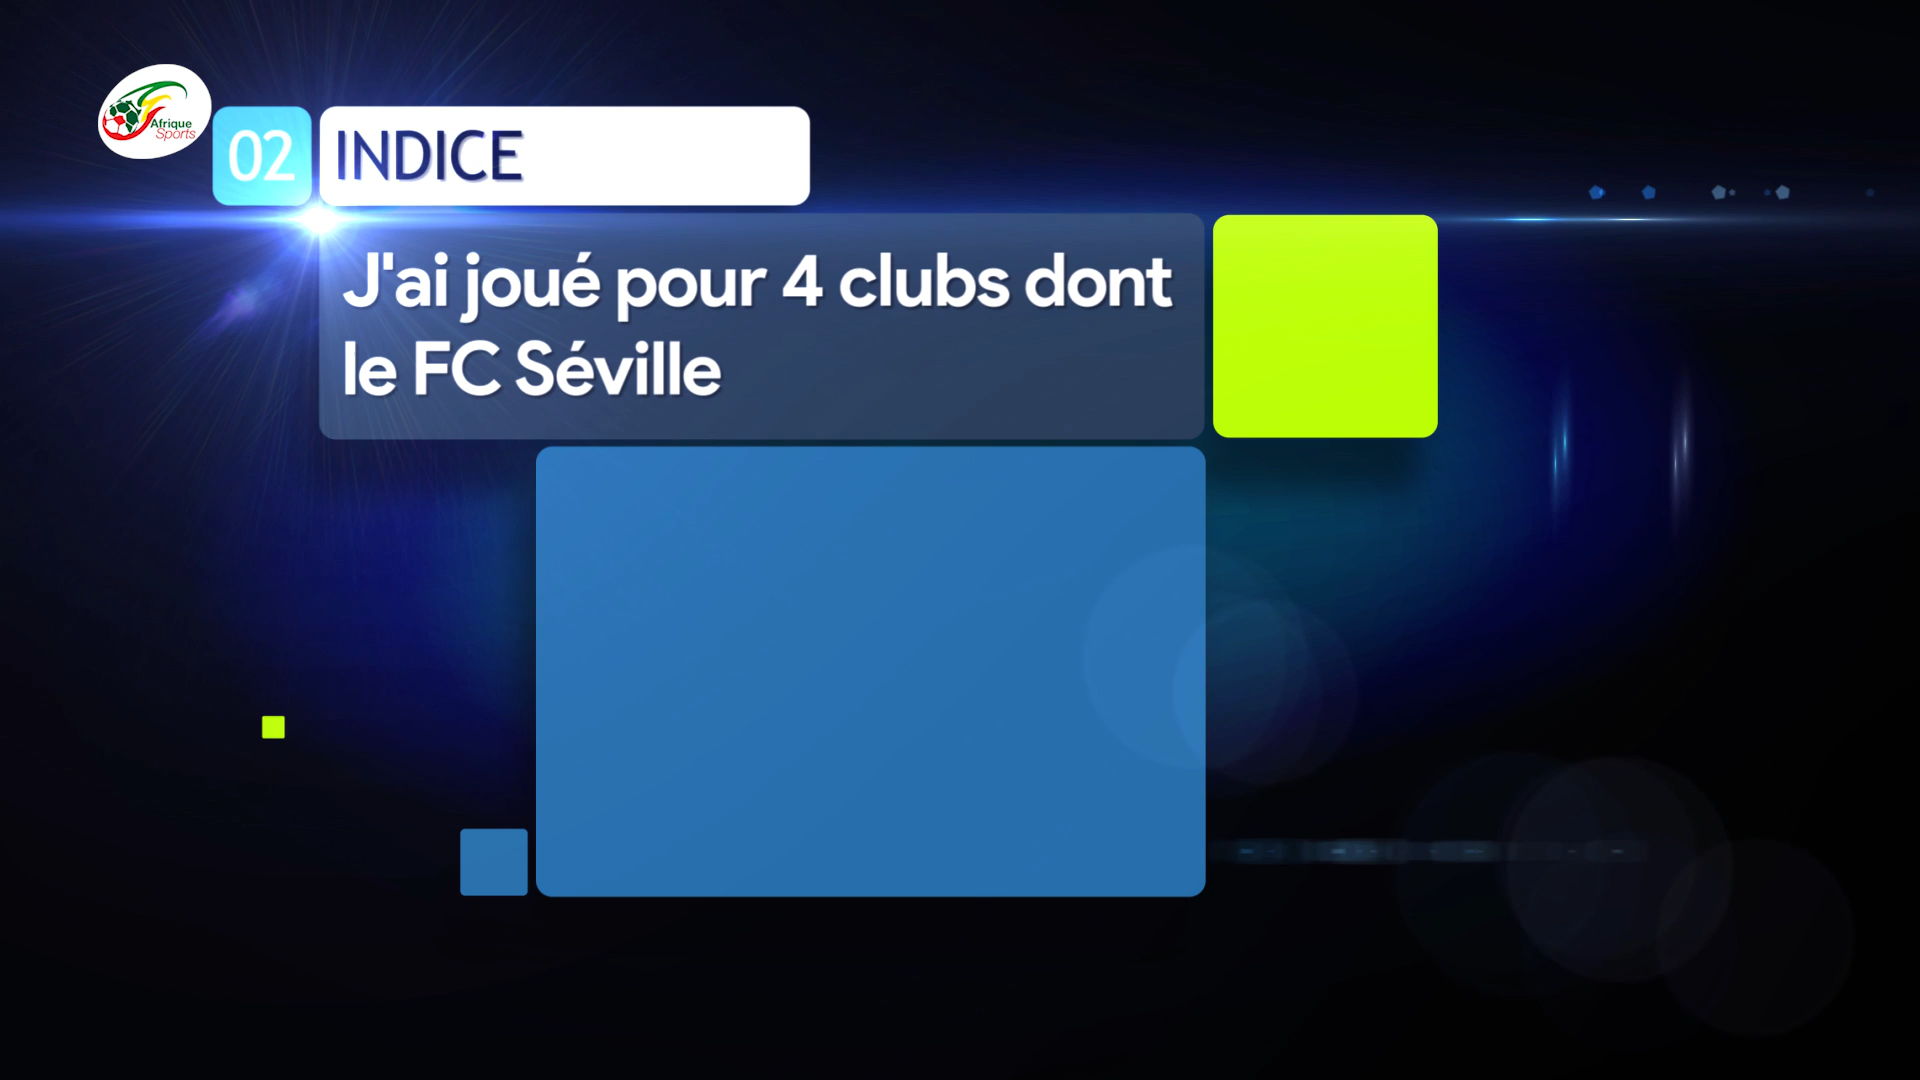 Afrique
Sports
02 INDICE
J'ai joué pour 4 clubs dont
le FC Séville